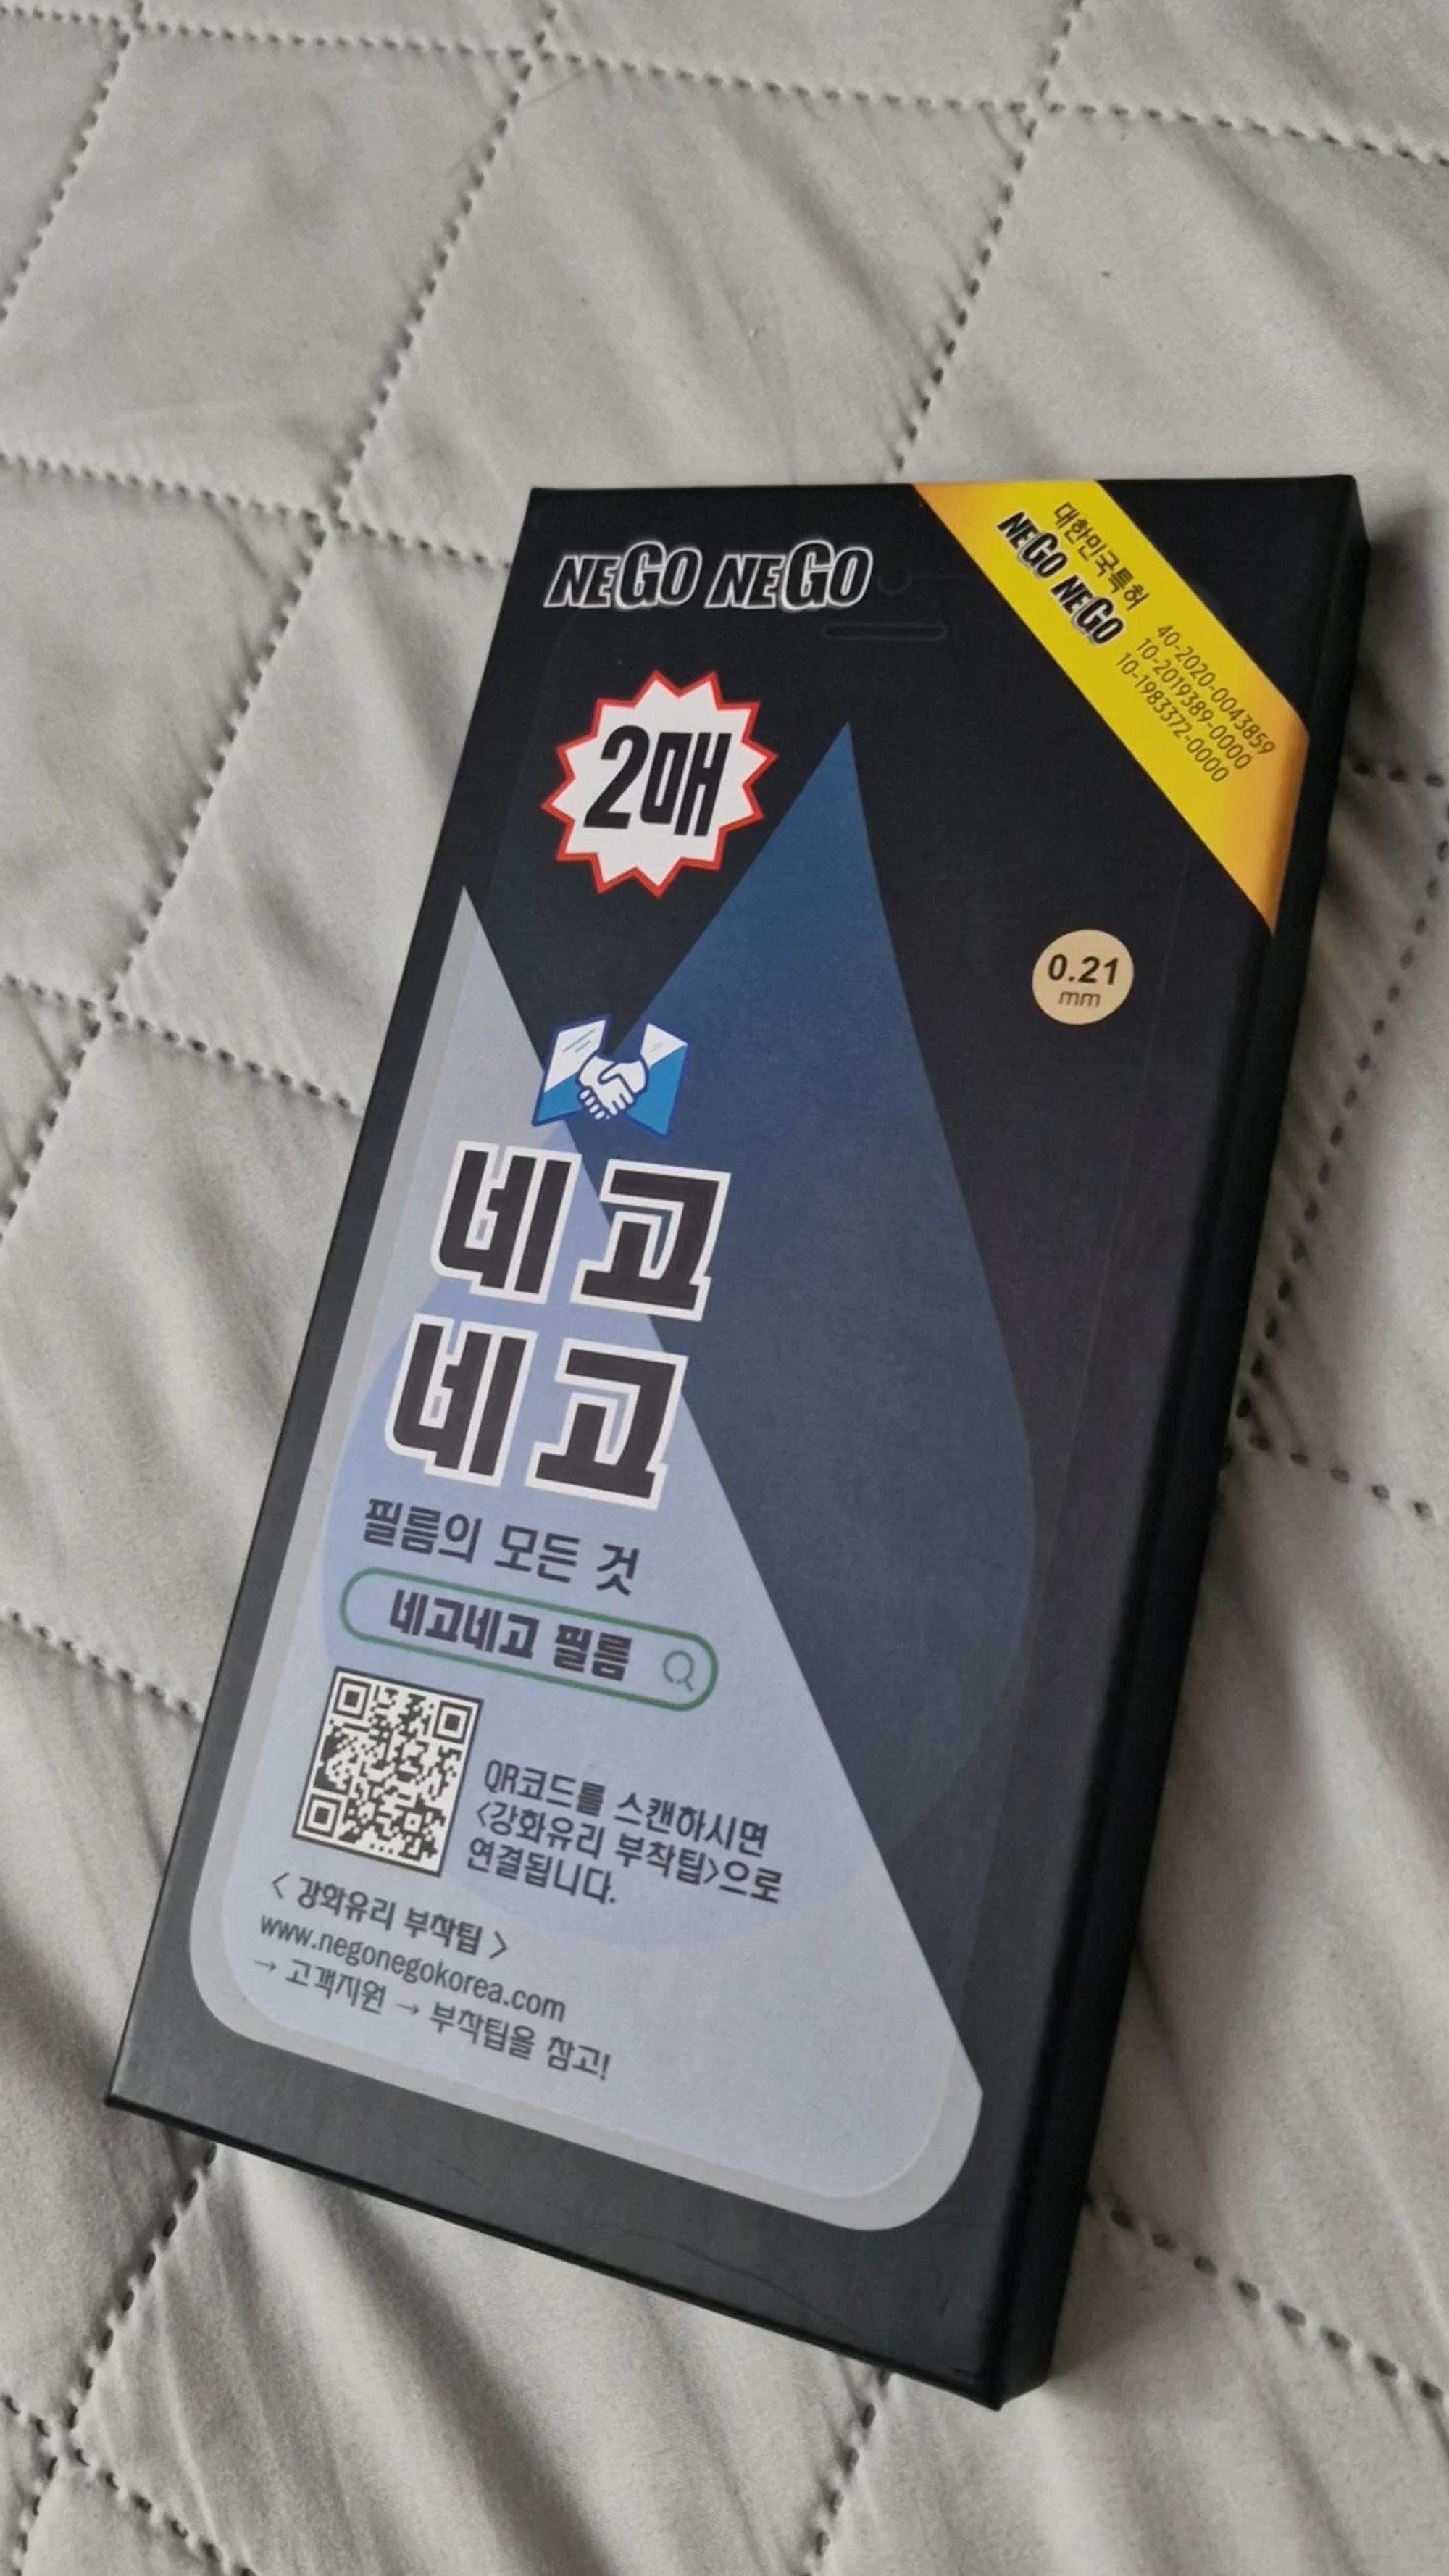 NEGO NEGO
대한민국특허
NEGO NEGO
40-2020-0043859
10-2019389-0000
10-1983372-0000
2매
0.21
mm
네고
네고
필름의 모든 것
네고네고 필름
QR코드를 스캔하시면
<강화유리 부착팁>으로
연결됩니다.
< 강화유리 부착팁 >
www.negonegokorea.com
→ 고객지원 → 부착팁을 참고!